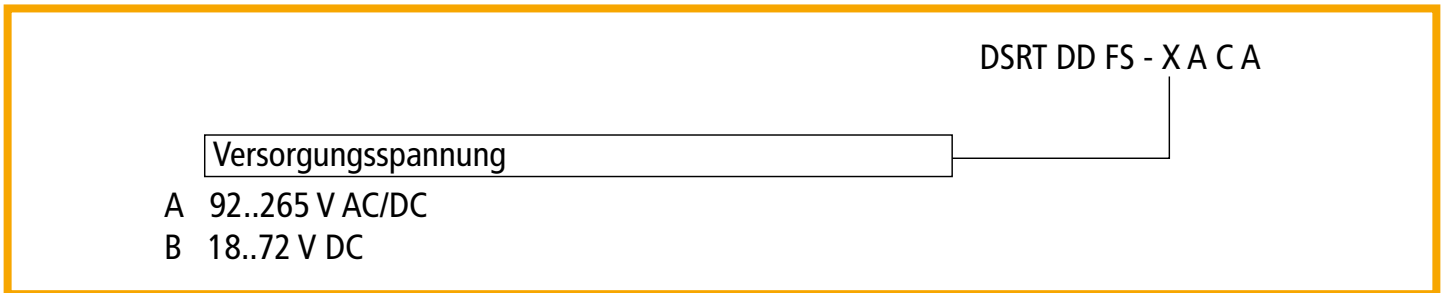 DSRT DD FS - X A C A
Versorgungsspannung
A 92..265 V AC/DC
B 18..72 V DC